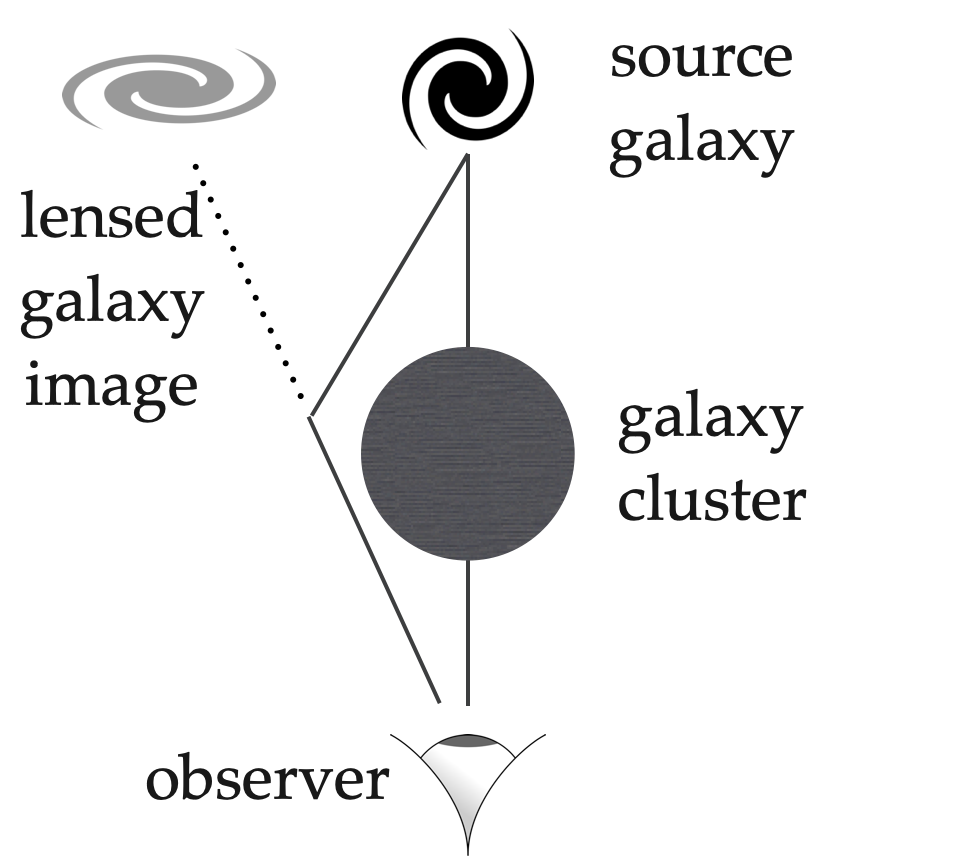 source
galaxy
lensed
galaxy
image
galaxy
cluster
observer